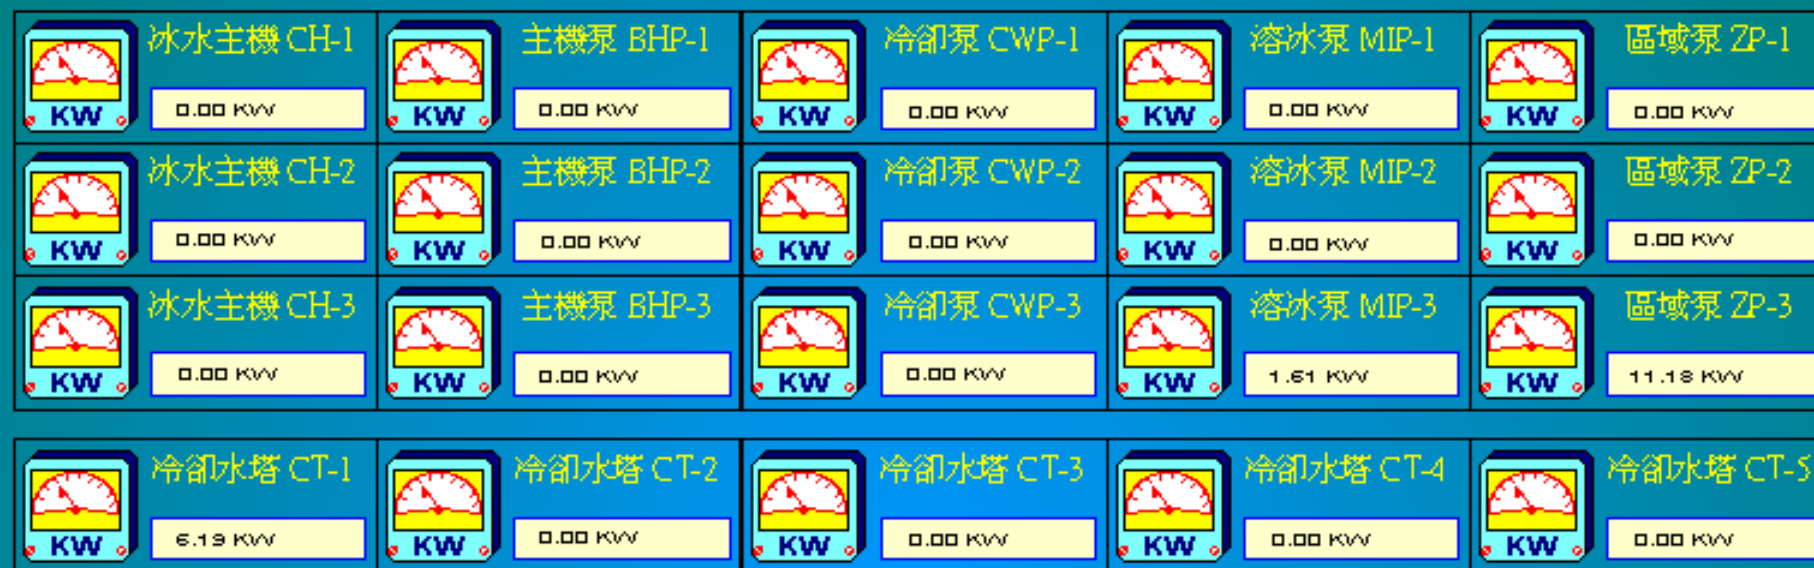 冰水主機 CH-1 主機泵 BHP-1 冷卻泵 CWP-1 溶冰泵 MIP-1 區域泵 ZP-1
KW 0.00 KW KW 0.00 KW KW 0.00 KW KW 0.00 KW KW 0.00 KW
冰水主機 CH-2 主機泵 BHP-2 冷卻泵 CWP-2 溶冰泵 MIP-2 區域泵 ZP-2
KW 0.00 KW KW 0.00 KW KW 0.00 KW KW 0.00 KW KW 0.00 KW
冰水主機 CH-3 主機泵 BHP-3 冷卻泵 CWP-3 溶冰泵 MIP-3 區域泵 ZP-3
KW 0.00 KW KW 0.00 KW KW 0.00 KW KW 1.61 KW KW 11.18 KW
冷卻水塔 CT-1 冷卻水塔 CT-2 冷卻水塔 CT-3 冷卻水塔 CT-4 冷卻水塔 CT-5
KW 6.19 KW KW 0.00 KW KW 0.00 KW KW 0.00 KW KW 0.00 KW